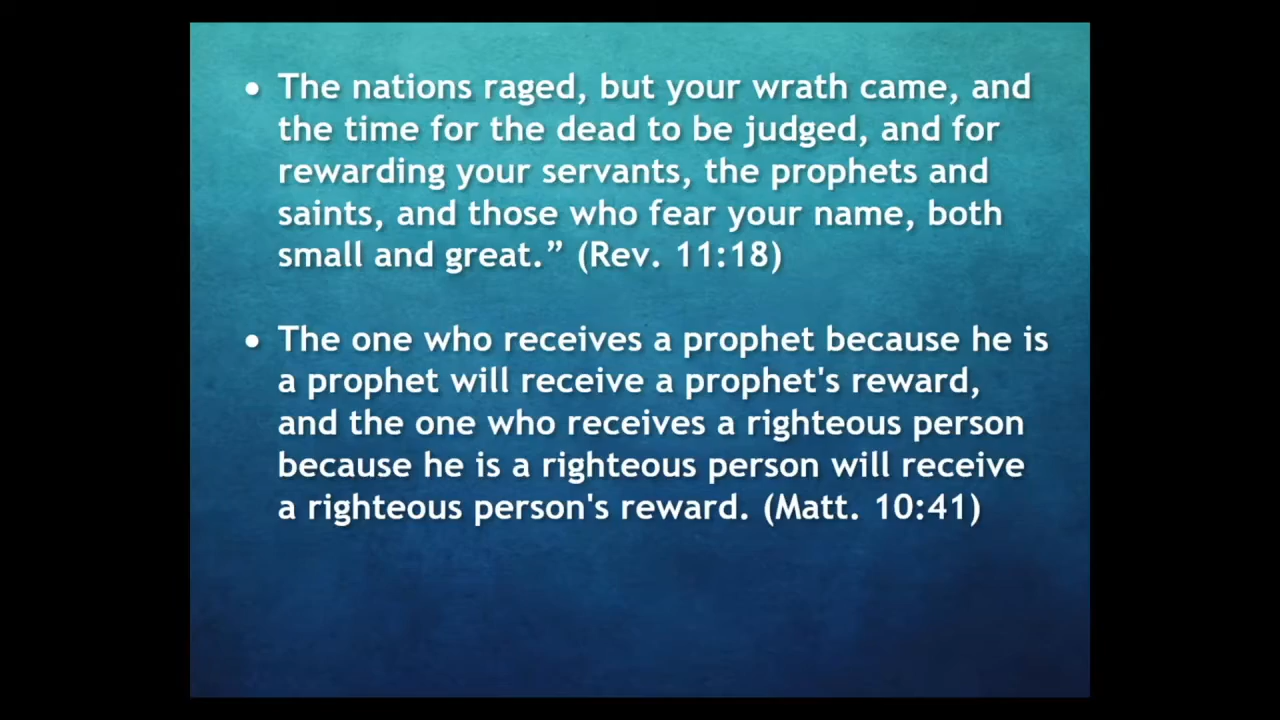 • The nations raged, but your wrath came, and
the time for the dead to be judged, and for
rewarding your servants, the prophets and
saints, and those who fear your name, both
small and great.” (Rev. 11:18)
• The one who receives a prophet because he is
a prophet will receive a prophet's reward,
and the one who receives a righteous person
because he is a righteous person will receive
a righteous person's reward. (Matt. 10:41)